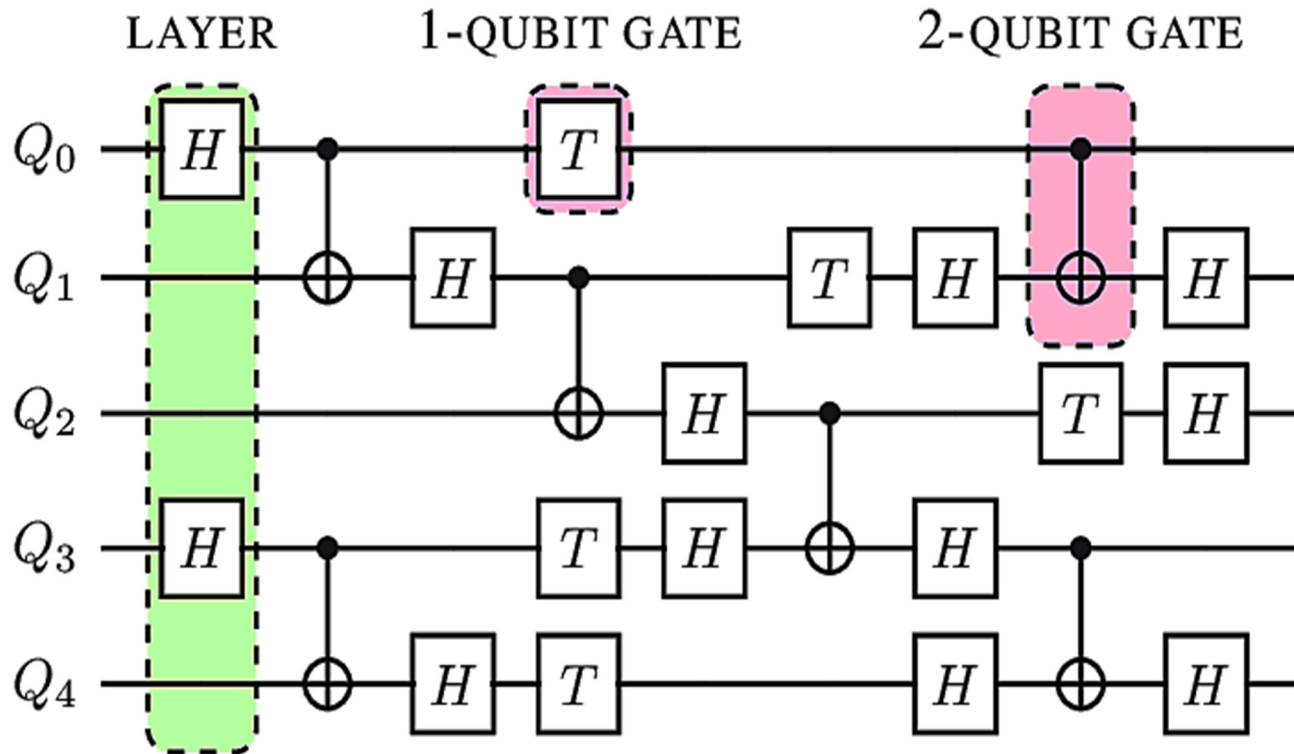 LAYER 1-QUBIT GATE 2-QUBIT GATE
Q0 H T
Q1 H T H H
Q2 H T H
Q3 H T H H
Q4 H T H H